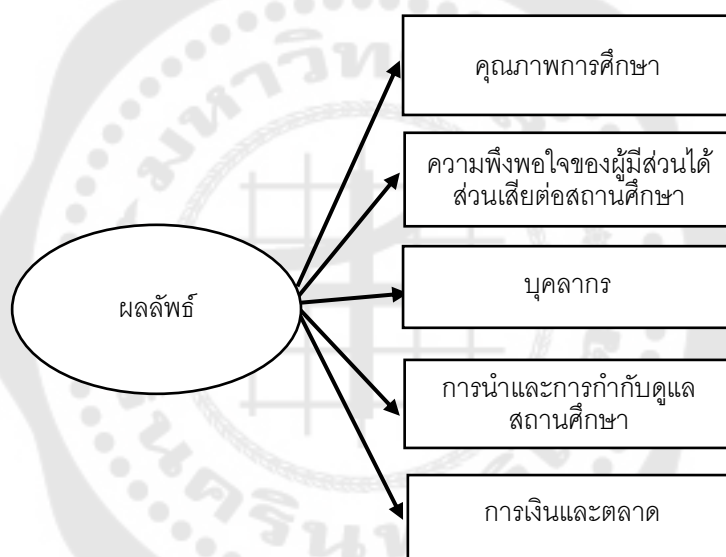 คุณภาพการศึกษา
ความพึงพอใจของผู้มีส่วนได้
ส่วนเสียต่อสถานศึกษา
ผลลัพธ์
บุคลากร
การนำและการกำกับดูแล
สถานศึกษา
การเงินและตลาด